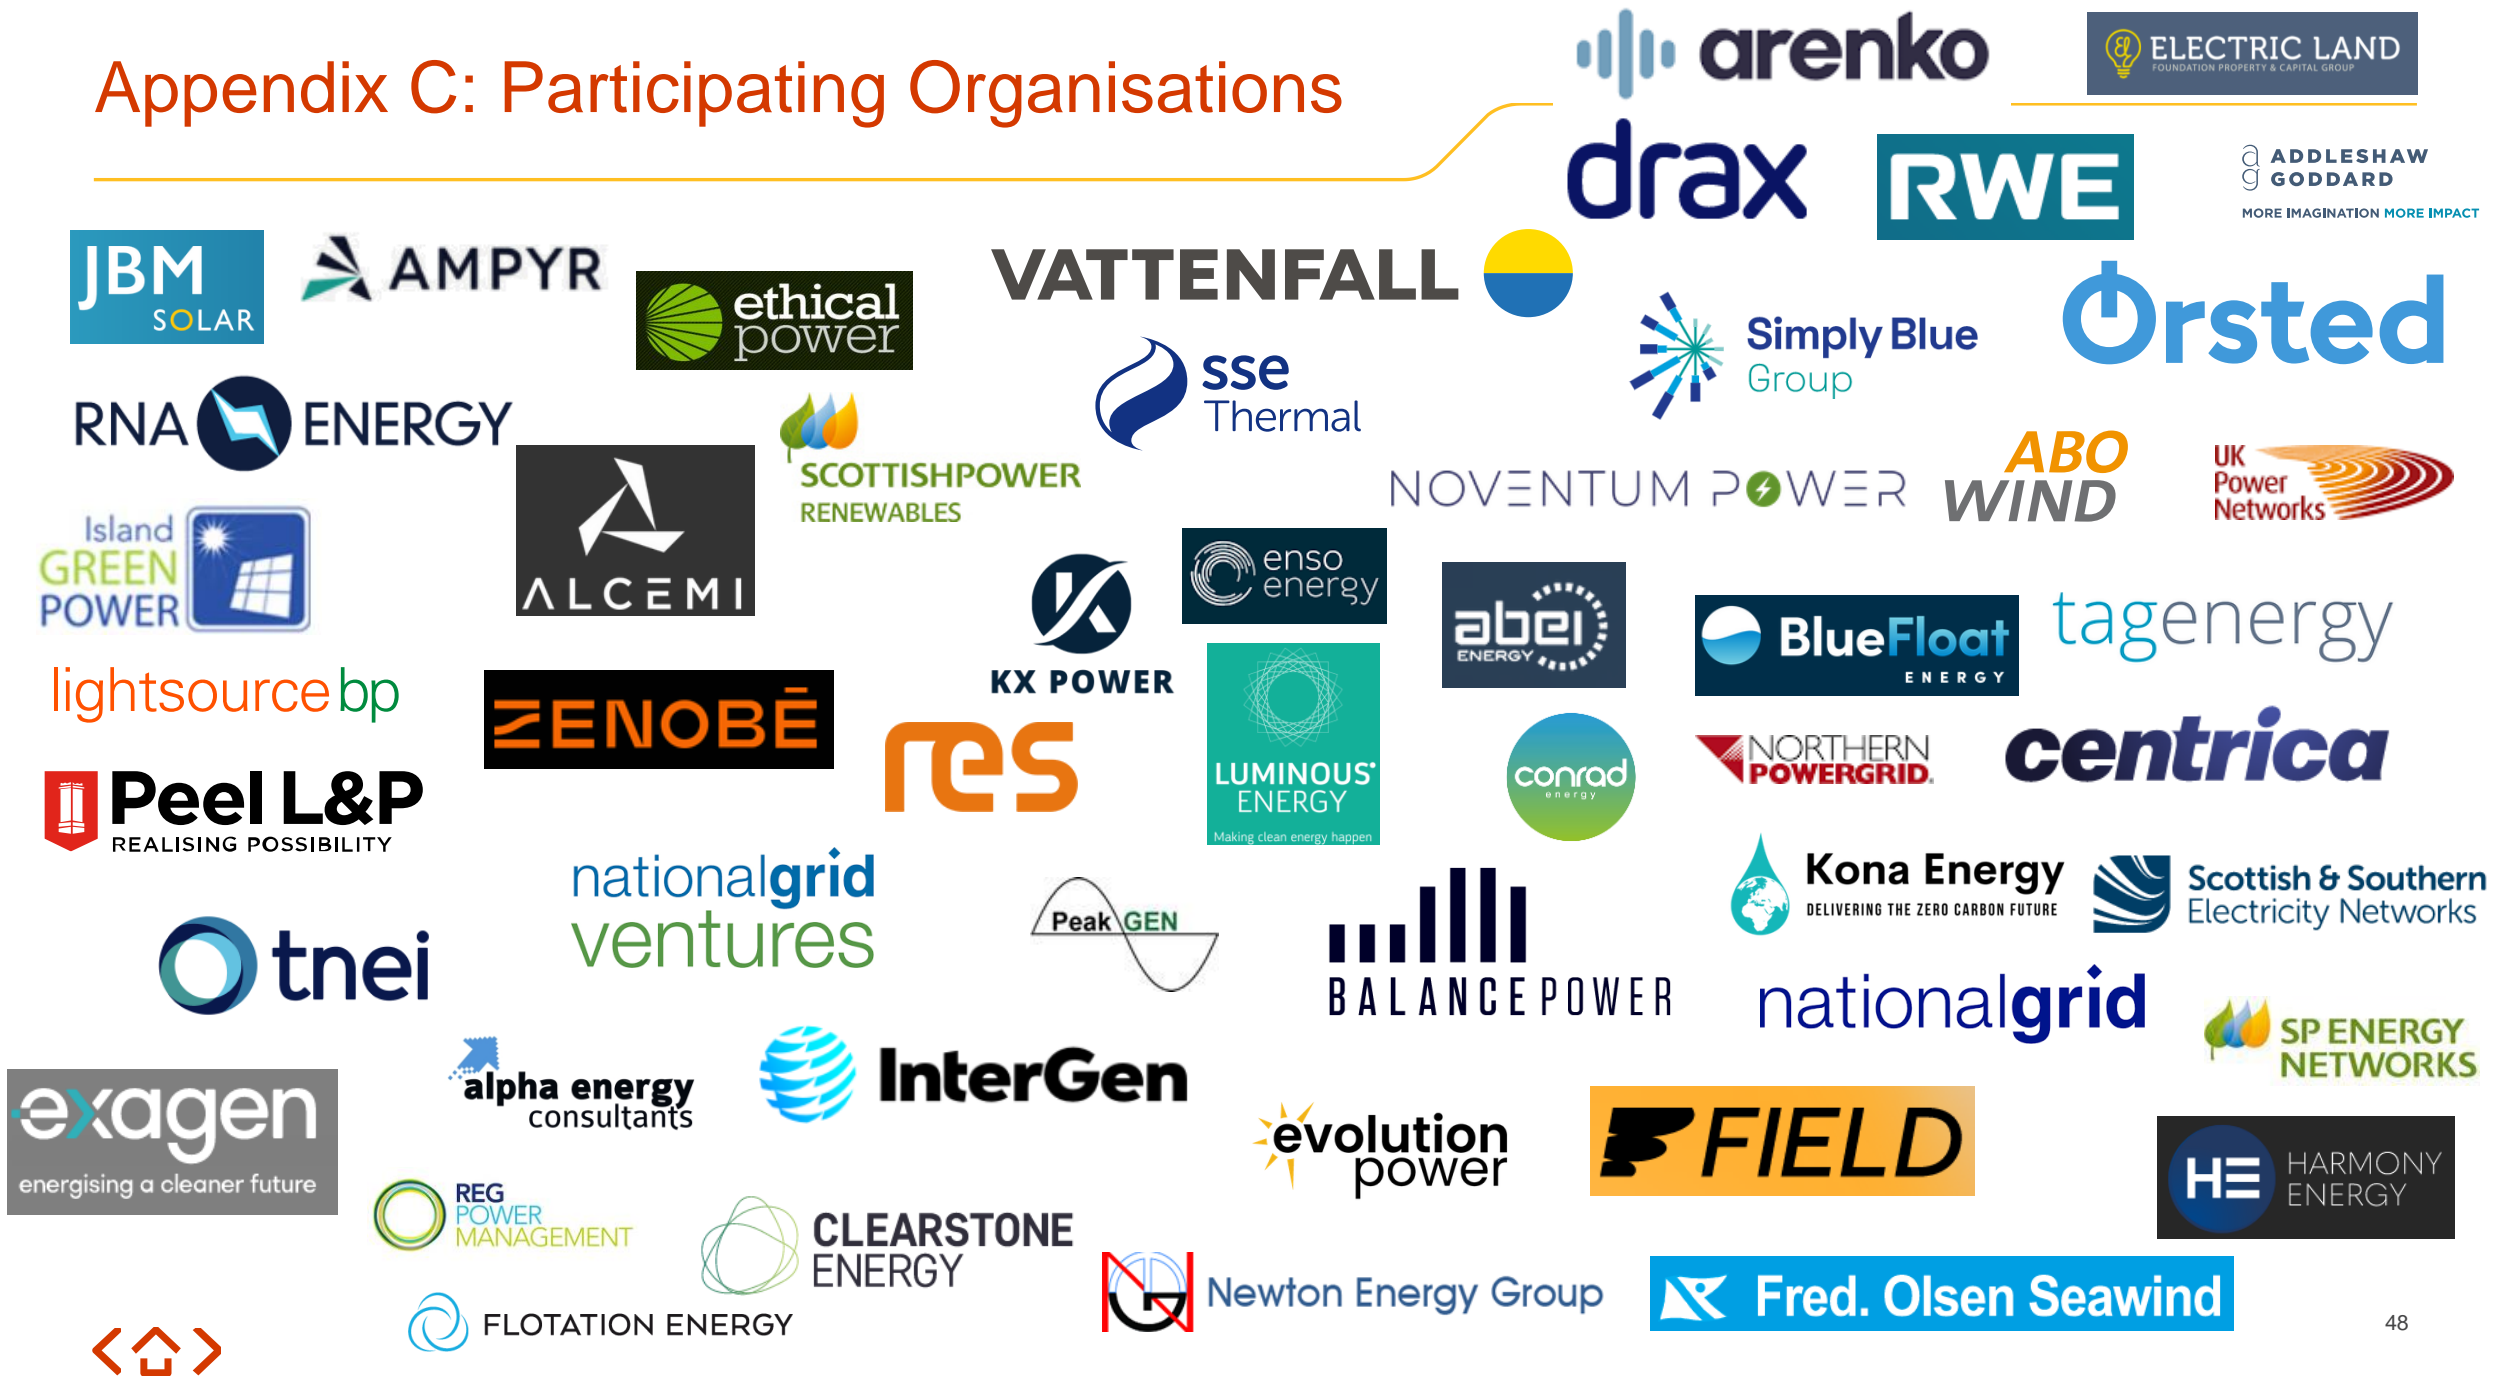 Appendix C: Participating Organisations
arenko
ELECTRIC LAND
FOUNDATION PROPERTY & CAPITAL GROUP
drax
RWE
ADDLESHAW
GODDARD
MORE IMAGINATION MORE IMPACT
JBM
SOLAR
AMPYR
ethical
power
VATTENFALL
sse
Thermal
Simply Blue
Group
Ørsted
RNA ENERGY
ALCEMI
SCOTTISHPOWER
RENEWABLES
NOVENTUM POWER
ABO
WIND
UK
Power
Networks
Island
GREEN
POWER
KX POWER
enso
energy
abei
ENERGY
BlueFloat
ENERGY
tagenergy
lightsource bp
ZENOBĒ
res
LUMINOUS
ENERGY
Making clean energy happen
conrad
energy
NORTHERN
POWERGRID
centrica
Peel L&P
REALISING POSSIBILITY
nationalgrid
ventures
Peak GEN
BALANCE POWER
Kona Energy
DELIVERING THE ZERO CARBON FUTURE
Scottish & Southern
Electricity Networks
tnei
nationalgrid
SP ENERGY
NETWORKS
exagen
energising a cleaner future
alpha energy
consultants
InterGen
evolution
power
FIELD
HE HARMONY
ENERGY
REG
POWER
MANAGEMENT
CLEARSTONE
ENERGY
FLOTATION ENERGY
Newton Energy Group
Fred. Olsen Seawind
48